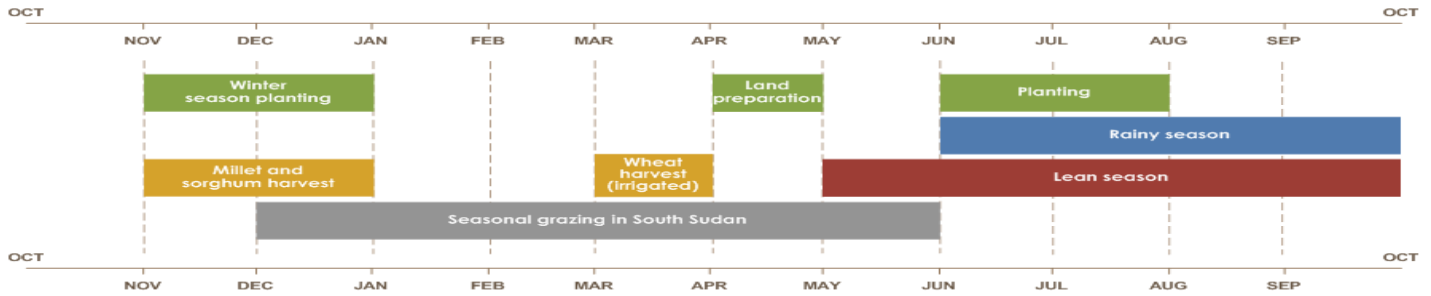 OCT OCT
NOV DEC JAN FEB MAR APR MAY JUN JUL AUG SEP
Winter
season planting
Land
preparation
Planting
Rainy season
Millet and
sorghum harvest
Wheat
harvest
(irrigated)
Lean season
Seasonal grazing in South Sudan
OCT OCT
NOV DEC JAN FEB MAR APR MAY JUN JUL AUG SEP